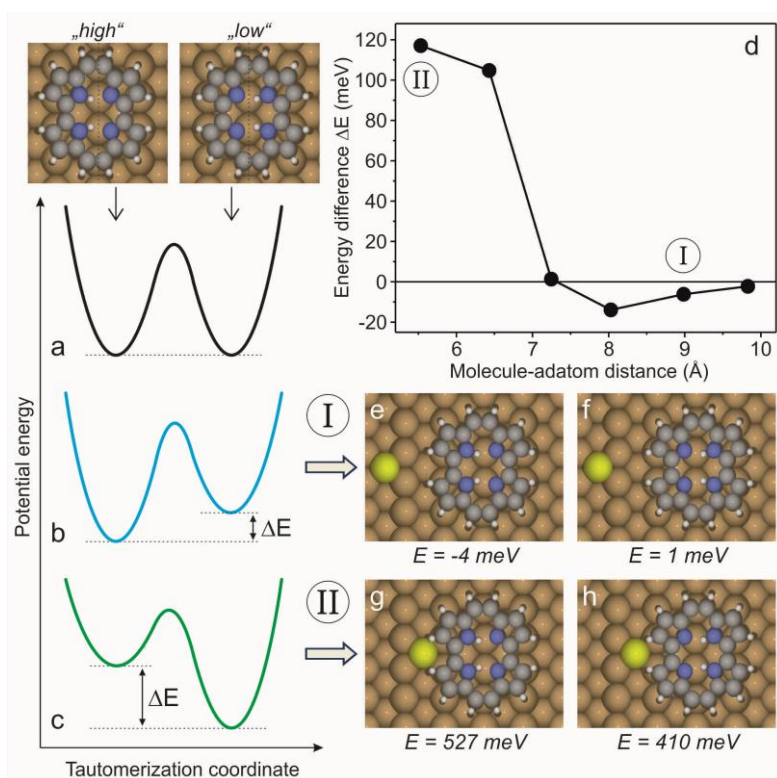 „high“
„low“
Potential energy
a
b
ΔE
c
ΔE
Tautomerization coordinate
d
Energy difference ΔE (meV)
120
100
80
60
40
20
0
-20
II
I
6
7
8
9
10
Molecule-adatom distance (Å)
I
e
f
E = -4 meV
E = 1 meV
II
g
h
E = 527 meV
E = 410 meV